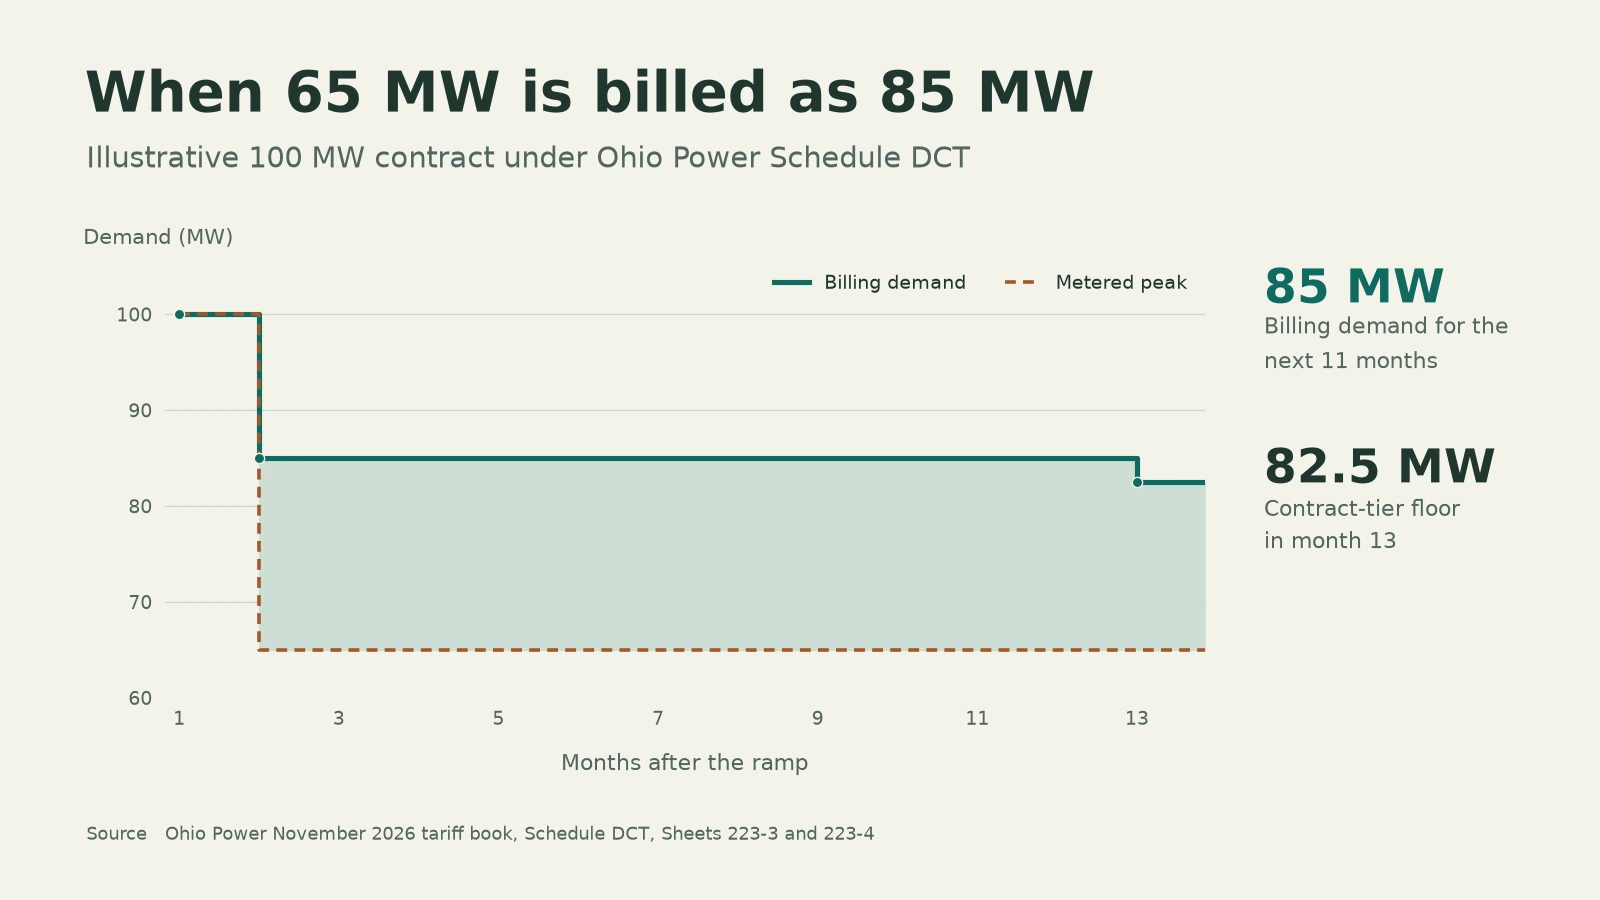 When 65 MW is billed as 85 MW
Illustrative 100 MW contract under Ohio Power Schedule DCT
Demand (MW)
Billing demand
Metered peak
100
90
80
70
60
1 3 5 7 9 11 13
Months after the ramp
85 MW
Billing demand for the
next 11 months
82.5 MW
Contract-tier floor
in month 13
Source Ohio Power November 2026 tariff book, Schedule DCT, Sheets 223-3 and 223-4